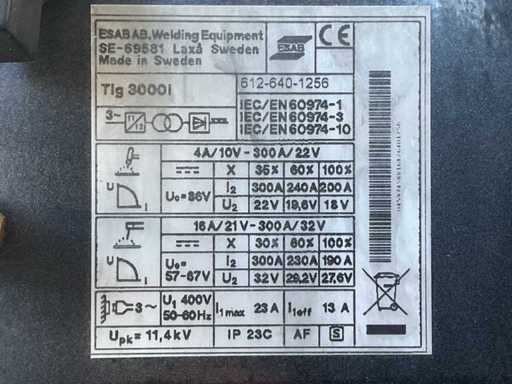 ESAB AB, Welding Equipment
SE-69581 Laxå Sweden
Made in Sweden
ESAB
CE
Tig 3000i
612-640-1256
IEC/EN 60974-1
IEC/EN 60974-3
IEC/EN 60974-10
3~
f1
f2
4A/10V-300A/22V
X 35% 60% 100%
U
I
U₀=86V
I₂ 300A 240A 200A
U₂ 22V 19,6V 18V
16A/21V-300A/32V
X 30% 60% 100%
U
I
U₀=
57-67V
I₂ 300A 230A 190A
U₂ 32V 29,2V 27,6V
3~
U₁ 400V
50-60Hz
I₁max 23A
I₁eff 13A
Upk = 11,4kV
IP 23C
AF
S